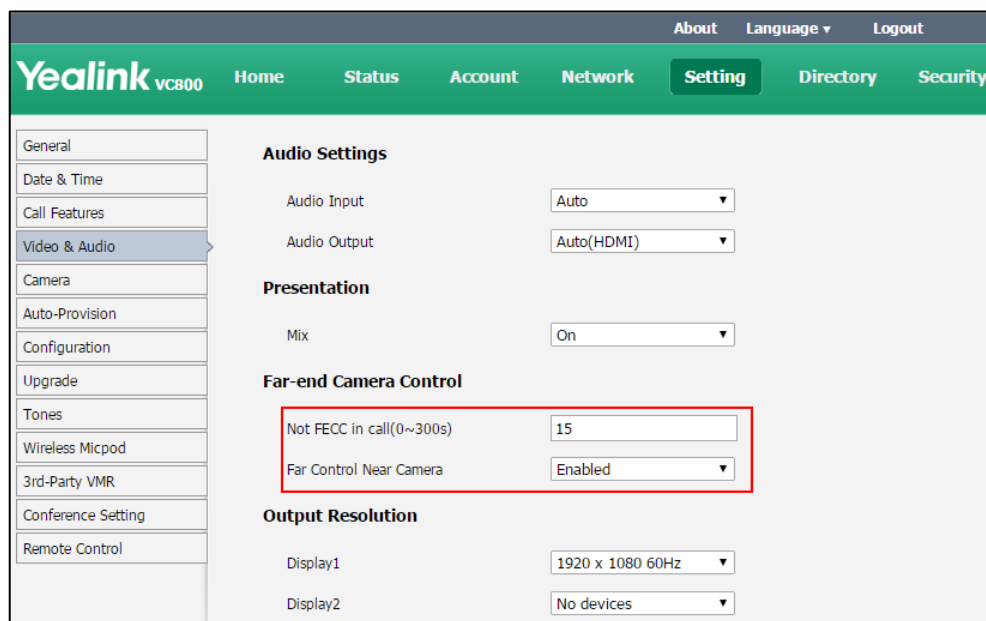 About Language ▾ Logout
Yealink VC800 Home Status Account Network Setting Directory Security
General
Date & Time
Call Features
Video & Audio
Camera
Auto-Provision
Configuration
Upgrade
Tones
Wireless Micpod
3rd-Party VMR
Conference Setting
Remote Control
Audio Settings
Audio Input Auto
Audio Output Auto(HDMI)
Presentation
Mix On
Far-end Camera Control
Not FECC in call(0~300s) 15
Far Control Near Camera Enabled
Output Resolution
Display1 1920 x 1080 60Hz
Display2 No devices